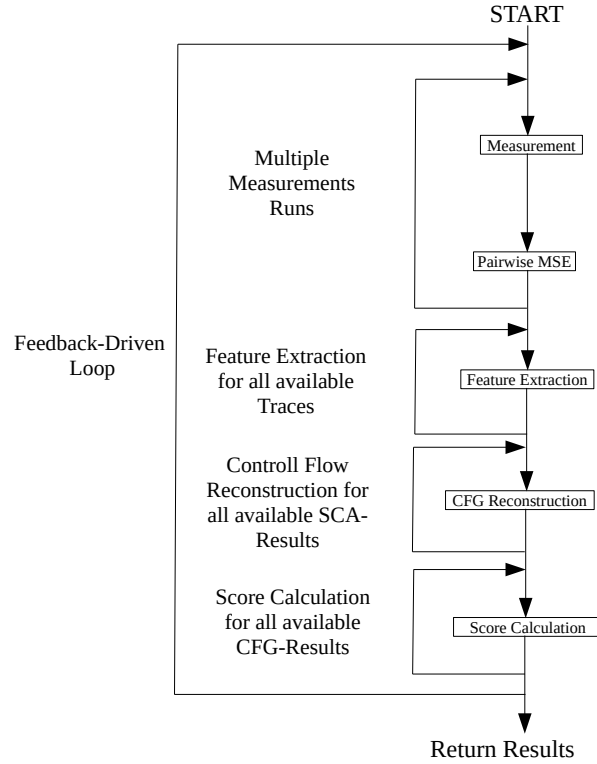 START
Multiple
Measurements
Runs
Measurement
Pairwise MSE
Feedback-Driven
Loop
Feature Extraction
for all available
Traces
Feature Extraction
Controll Flow
Reconstruction for
all available SCA-
Results
CFG Reconstruction
Score Calculation
for all available
CFG-Results
Score Calculation
Return Results